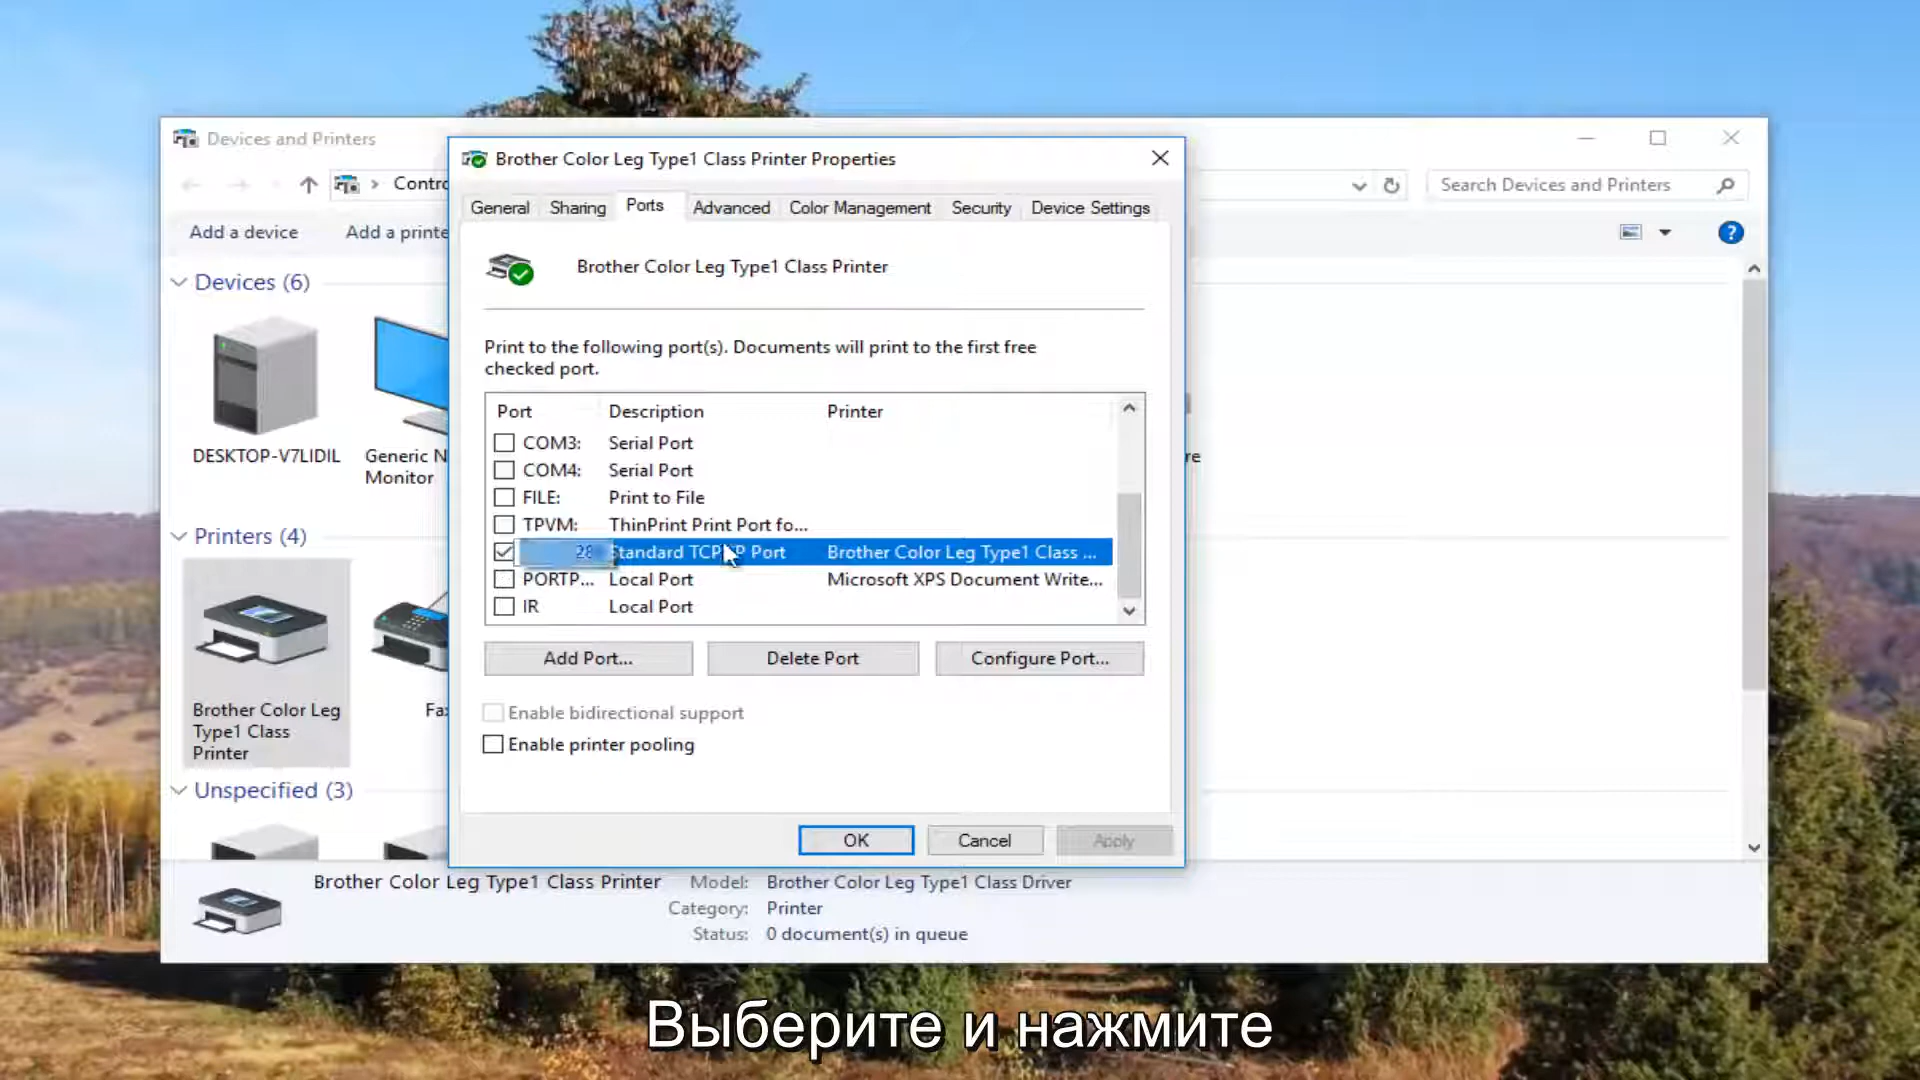 Devices and Printers
Brother Color Leg Type1 Class Printer Properties
Contro
Search Devices and Printers
General Sharing Ports Advanced Color Management Security Device Settings
Add a device Add a printe
?
Brother Color Leg Type1 Class Printer
Devices (6)
Print to the following port(s). Documents will print to the first free
checked port.
Port Description Printer
COM3: Serial Port
COM4: Serial Port
FILE: Print to File
TPVM: ThinPrint Print Port fo...
28 Standard TCP/IP Port Brother Color Leg Type1 Class ...
PORTP... Local Port Microsoft XPS Document Write...
IR Local Port
DESKTOP-V7LIDIL
Generic N
Monitor
re
Printers (4)
Add Port... Delete Port Configure Port...
Enable bidirectional support
Enable printer pooling
Brother Color Leg
Type1 Class
Printer
Fax
Unspecified (3)
OK Cancel Apply
Brother Color Leg Type1 Class Printer
Model: Brother Color Leg Type1 Class Driver
Category: Printer
Status: 0 document(s) in queue
Выберите и нажмите